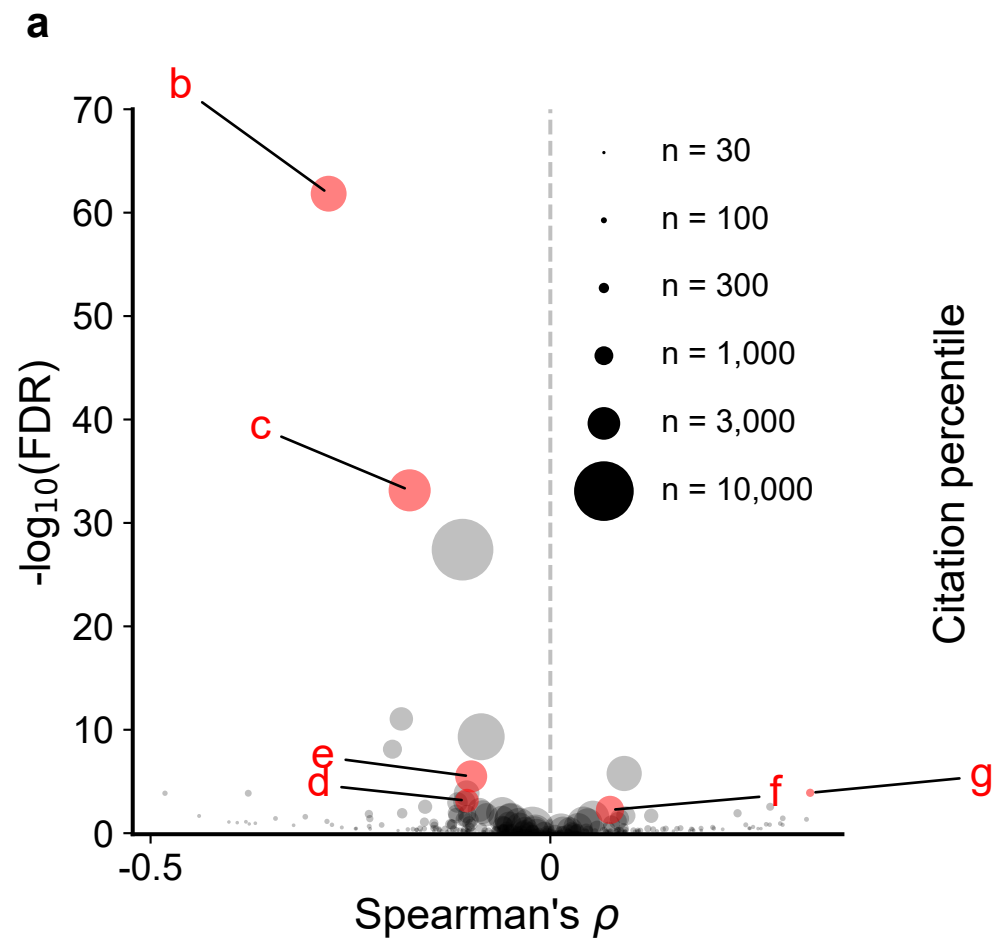 a
b
70
n = 30
60
n = 100
n = 300
50
n = 1,000
c
40
n = 3,000
n = 10,000
30
20
10
0
e
d
f
g
-0.5
0
Spearman's ρ
-log10(FDR)
Citation percentile